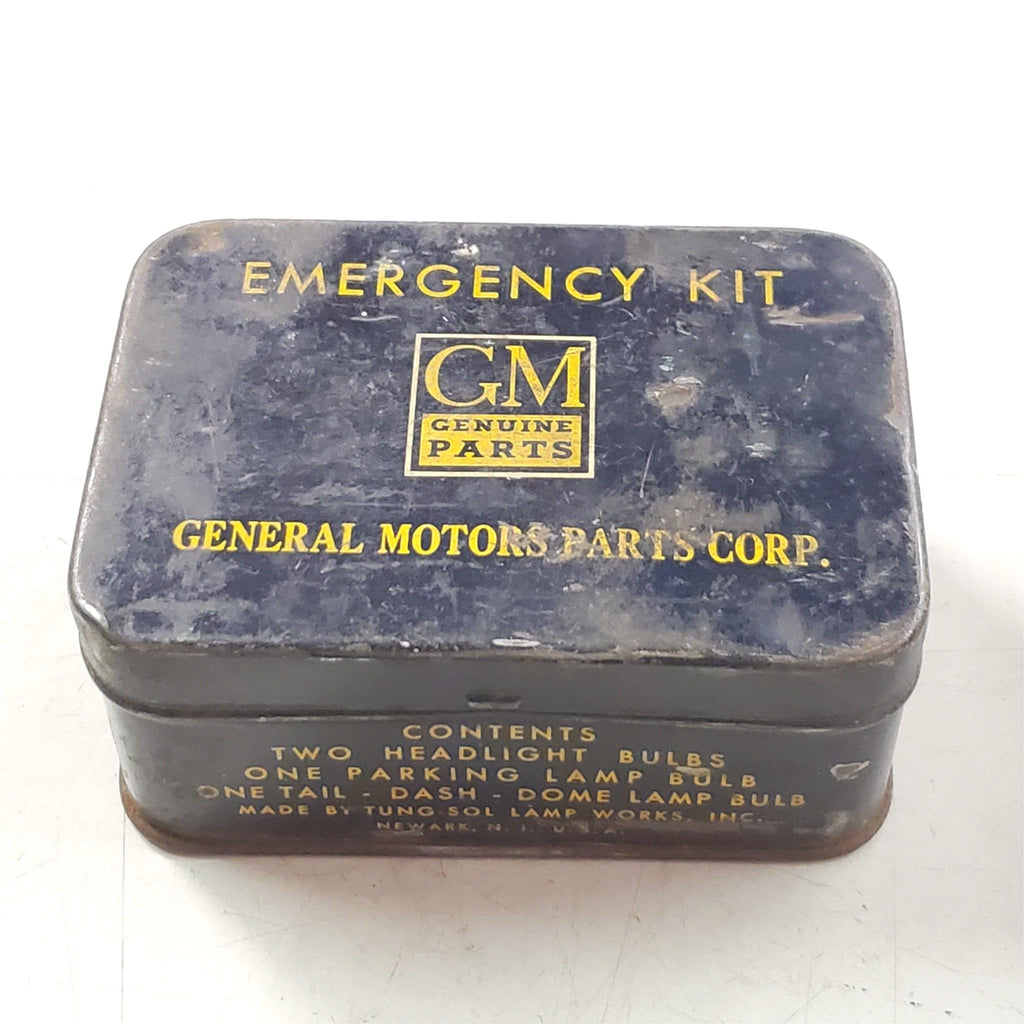 EMERGENCY KIT
GM
GENUINE
PARTS
GENERAL MOTORS PARTS CORP.
CONTENTS
TWO HEADLIGHT BULBS
ONE PARKING LAMP BULB
ONE TAIL - DASH - DOME LAMP BULB
MADE BY TUNG-SOL LAMP WORKS, INC.
NEWARK, N. J. U.S.A.